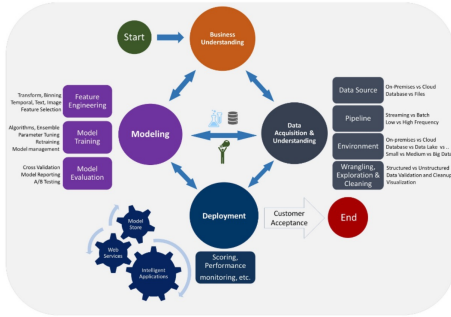 Start
Business
Understanding
Transform, Binning
Temporal, Text, Image
Feature Selection
Feature
Engineering
Algorithms, Ensemble
Parameter Tuning
Retraining
Model management
Model
Training
Cross Validation
Model Reporting
A/B Testing
Model
Evaluation
Modeling
Data
Acquisition &
Understanding
Data Source
On-Premises vs Cloud
Database vs Files
Pipeline
Streaming vs Batch
Low vs High Frequency
Environment
On-premises vs Cloud
Database vs Data Lake vs ..
Small vs Medium vs Big Data
Wrangling,
Exploration &
Cleaning
Structured vs Unstructured
Data Validation and Cleanup
Visualization
Deployment
Customer
Acceptance
End
Scoring,
Performance
monitoring, etc.
Model
Store
Web
Services
Intelligent
Applications